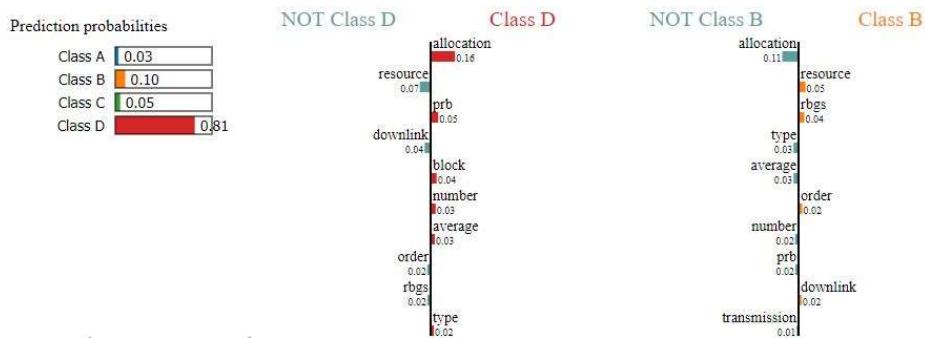 Prediction probabilities
Class A 0.03
Class B 0.10
Class C 0.05
Class D 0.81
NOT Class D Class D
allocation
0.16
resource
0.07
prb
0.05
downlink
0.04
block
0.04
number
0.03
average
0.03
order
0.02
rbgs
0.02
type
0.02
NOT Class B Class B
allocation
0.11
resource
0.05
rbgs
0.04
type
0.03
average
0.03
order
0.02
number
0.02
prb
0.02
downlink
0.02
transmission
0.01